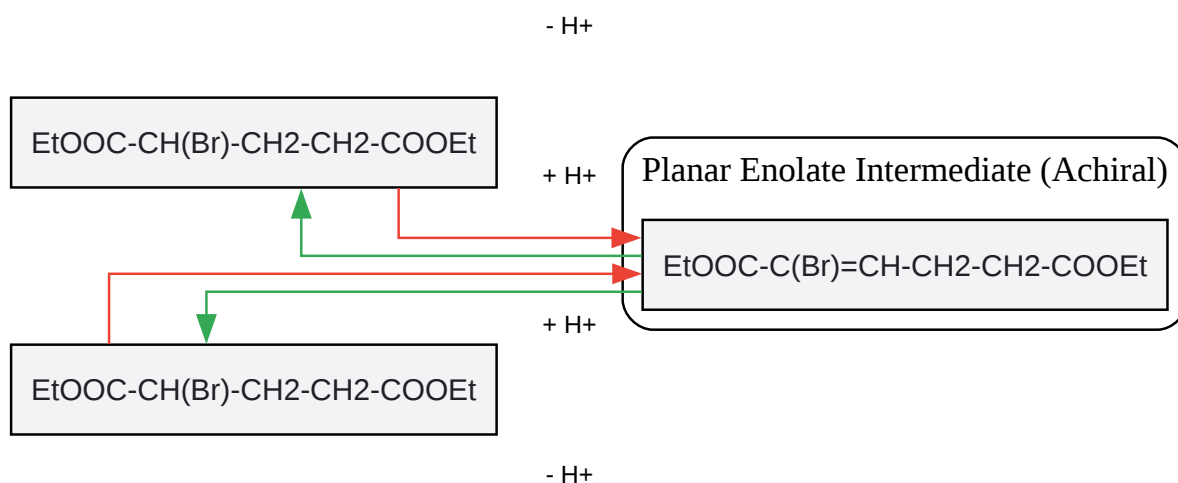 - H+
EtOOC-CH(Br)-CH2-CH2-COOEt
+ H+
Planar Enolate Intermediate (Achiral)
EtOOC-C(Br)=CH-CH2-CH2-COOEt
+ H+
EtOOC-CH(Br)-CH2-CH2-COOEt
- H+